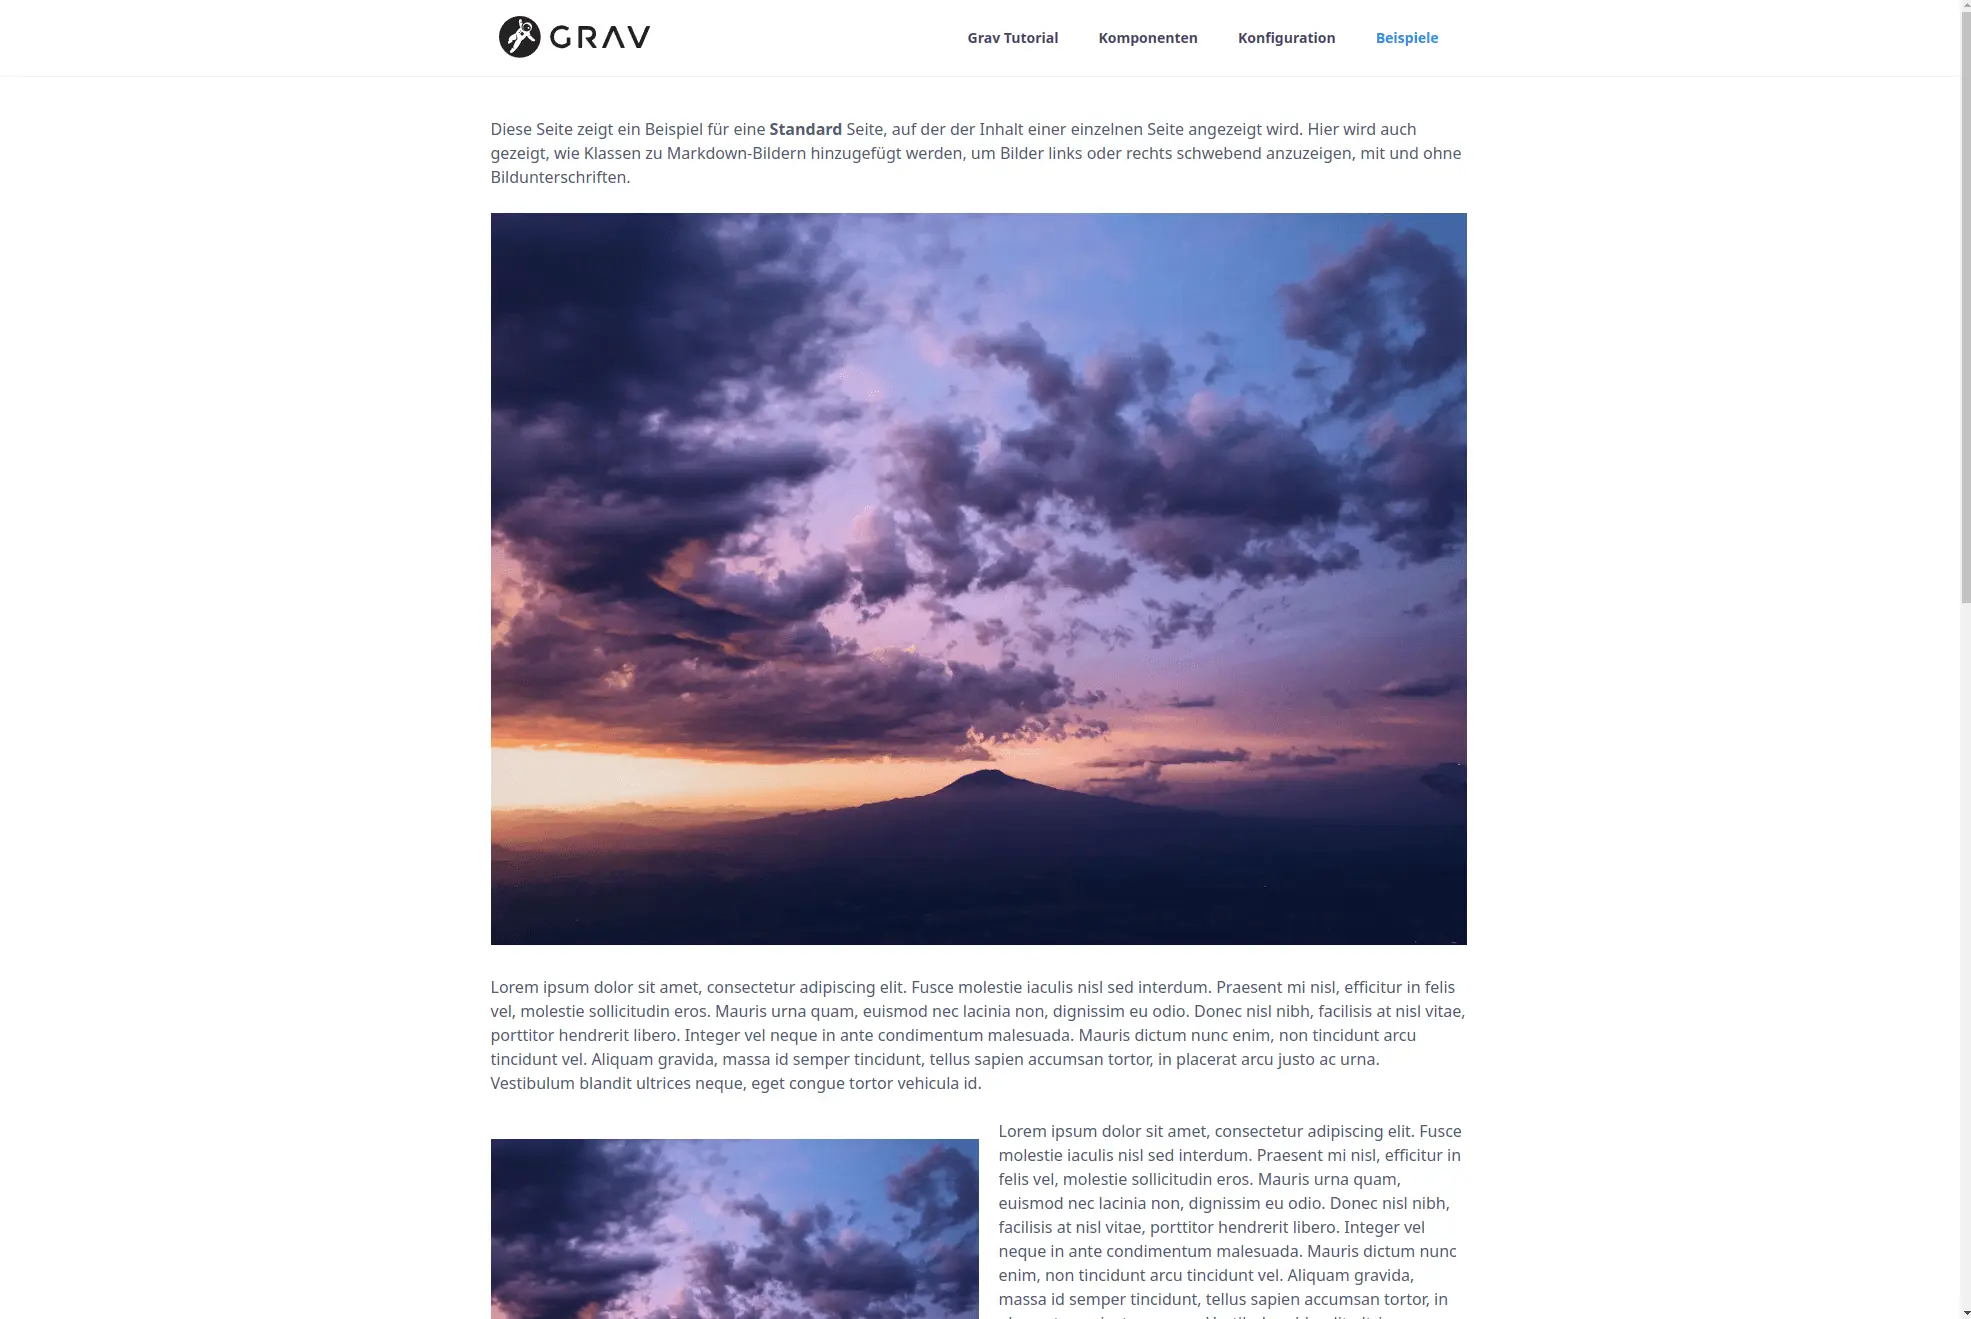 GRAV
Grav Tutorial
Komponenten
Konfiguration
Beispiele
Diese Seite zeigt ein Beispiel für eine Standard Seite, auf der der Inhalt einer einzelnen Seite angezeigt wird. Hier wird auch
gezeigt, wie Klassen zu Markdown-Bildern hinzugefügt werden, um Bilder links oder rechts schwebend anzuzeigen, mit und ohne
Bildunterschriften.
Lorem ipsum dolor sit amet, consectetur adipiscing elit. Fusce molestie iaculis nisl sed interdum. Praesent mi nisl, efficitur in felis
vel, molestie sollicitudin eros. Mauris urna quam, euismod nec lacinia non, dignissim eu odio. Donec nisl nibh, facilisis at nisl vitae,
porttitor hendrerit libero. Integer vel neque in ante condimentum malesuada. Mauris dictum nunc enim, non tincidunt arcu
tincidunt vel. Aliquam gravida, massa id semper tincidunt, tellus sapien accumsan tortor, in placerat arcu justo ac urna.
Vestibulum blandit ultrices neque, eget congue tortor vehicula id.
Lorem ipsum dolor sit amet, consectetur adipiscing elit. Fusce
molestie iaculis nisl sed interdum. Praesent mi nisl, efficitur in
felis vel, molestie sollicitudin eros. Mauris urna quam,
euismod nec lacinia non, dignissim eu odio. Donec nisl nibh,
facilisis at nisl vitae, porttitor hendrerit libero. Integer vel
neque in ante condimentum malesuada. Mauris dictum nunc
enim, non tincidunt arcu tincidunt vel. Aliquam gravida,
massa id semper tincidunt, tellus sapien accumsan tortor, in